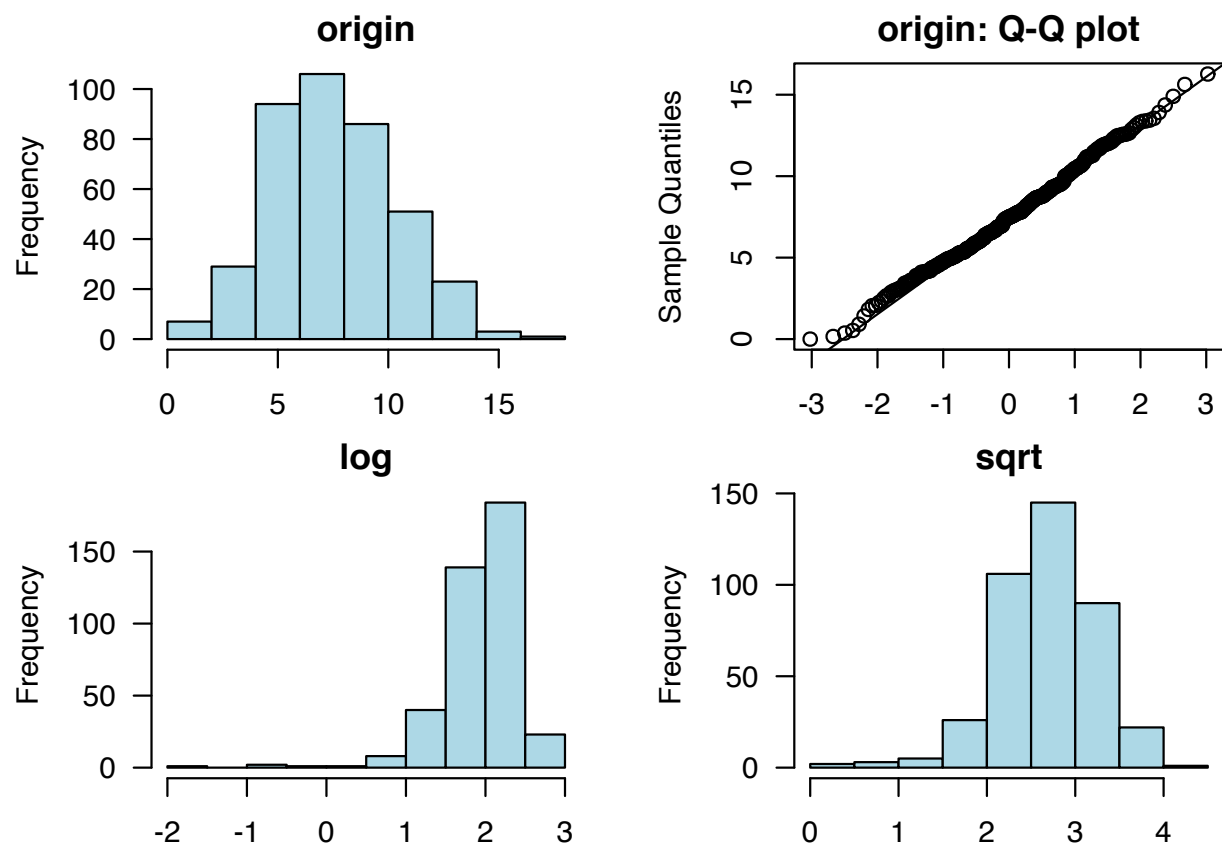 origin
Frequency
100
80
60
40
20
0
0 5 10 15
origin: Q-Q plot
Sample Quantiles
15
10
5
0
-3 -2 -1 0 1 2 3
log
Frequency
150
100
50
0
-2 -1 0 1 2 3
sqrt
Frequency
150
100
50
0
0 1 2 3 4